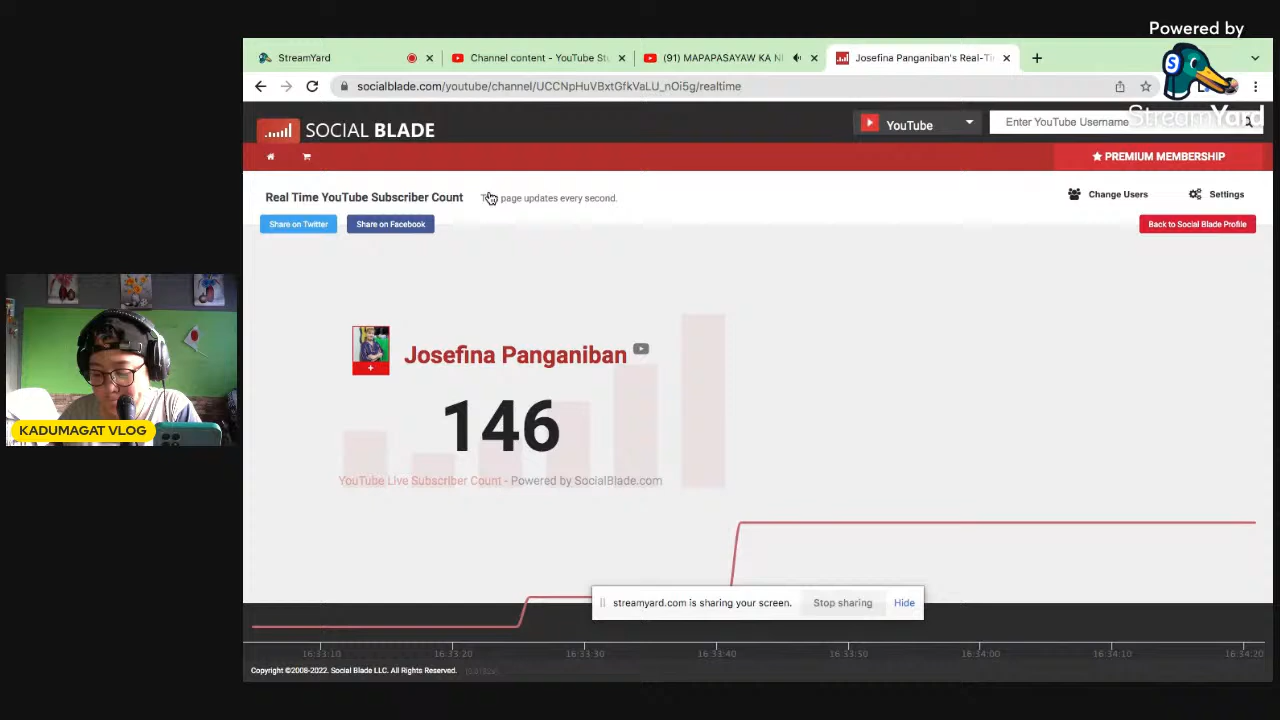 Powered by
StreamYard
StreamYard
Channel content - YouTube Stu
(91) MAPAPASAYAW KA NI
Josefina Panganiban's Real-Ti
socialblade.com/youtube/channel/UCCNpHuVBxtGfkVaLU_nOi5g/realtime
SOCIAL BLADE
YouTube
Enter YouTube Username
PREMIUM MEMBERSHIP
Real Time YouTube Subscriber Count
page updates every second.
Change Users
Settings
Share on Twitter
Share on Facebook
Back to Social Blade Profile
Josefina Panganiban
146
YouTube Live Subscriber Count - Powered by SocialBlade.com
KADUMAGAT VLOG
streamyard.com is sharing your screen.
Stop sharing
Hide
16:33:10 16:33:20 16:33:30 16:33:40 16:33:50 16:34:00 16:34:10 16:34:20
Copyright ©2008-2022. Social Blade LLC. All Rights Reserved.